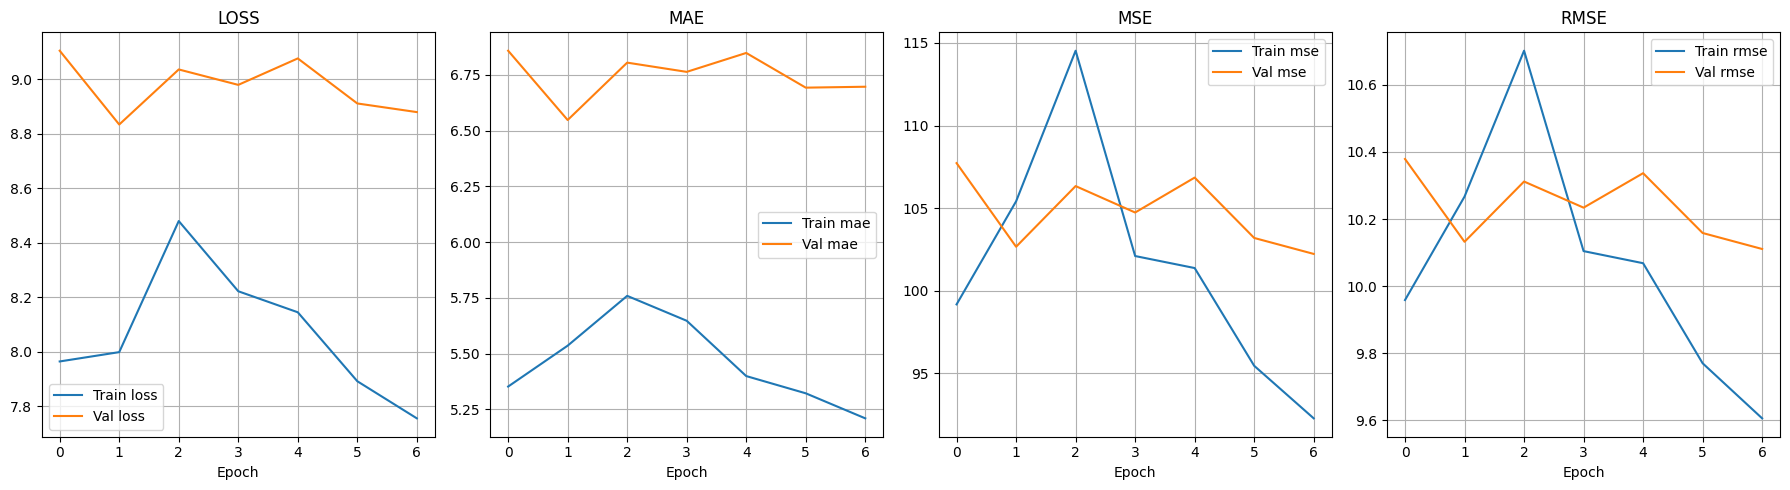 LOSS
9.0
8.8
8.6
8.4
8.2
8.0
7.8
Train loss
Val loss
0 1 2 3 4 5 6
Epoch
MAE
6.75
6.50
6.25
6.00
5.75
5.50
5.25
Train mae
Val mae
0 1 2 3 4 5 6
Epoch
MSE
115
110
105
100
95
Train mse
Val mse
0 1 2 3 4 5 6
Epoch
RMSE
10.6
10.4
10.2
10.0
9.8
9.6
Train rmse
Val rmse
0 1 2 3 4 5 6
Epoch